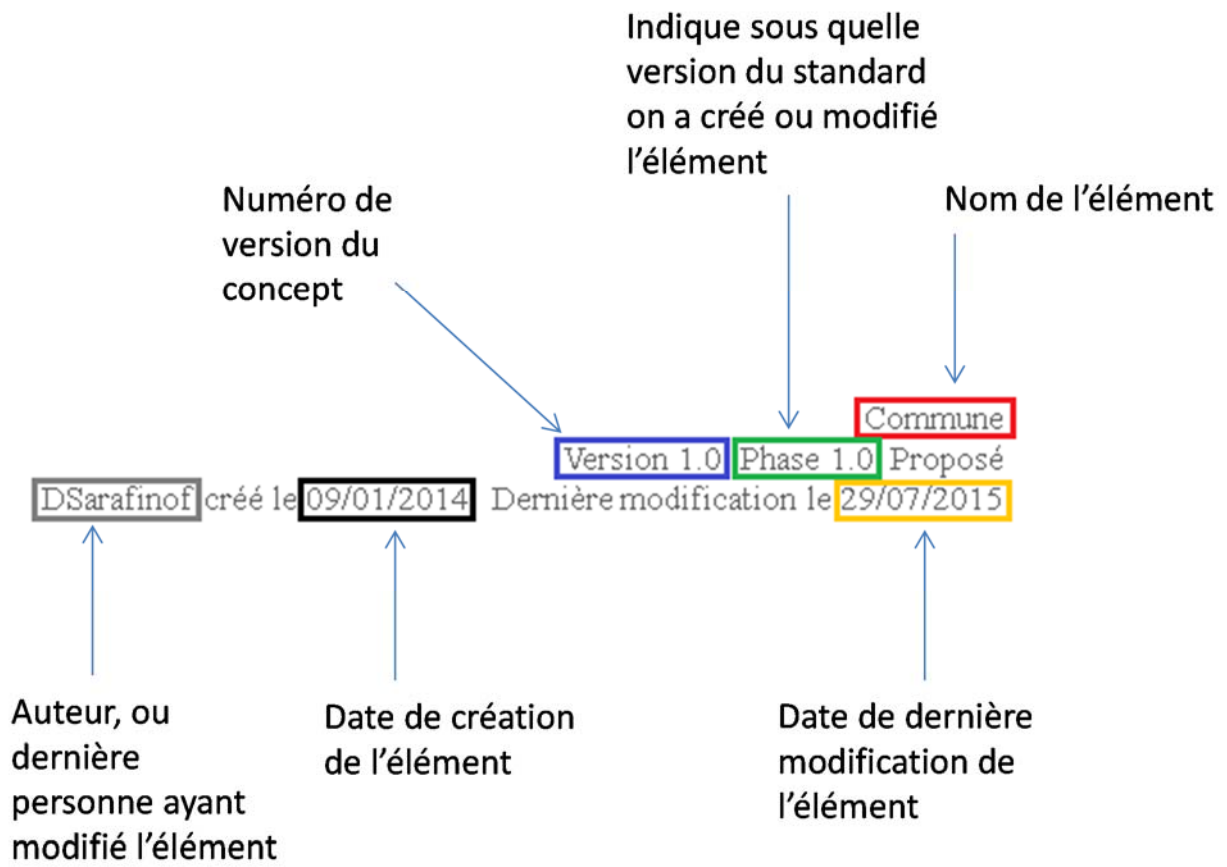 Indique sous quelle
version du standard
on a créé ou modifié
l'élément
Numéro de
version du
concept
Nom de l'élément
Commune
Version 1.0 Phase 1.0 Proposé
DSarafinof créé le 09/01/2014 Dernière modification le 29/07/2015
Auteur, ou
dernière
personne ayant
modifié l'élément
Date de création
de l'élément
Date de dernière
modification de
l'élément